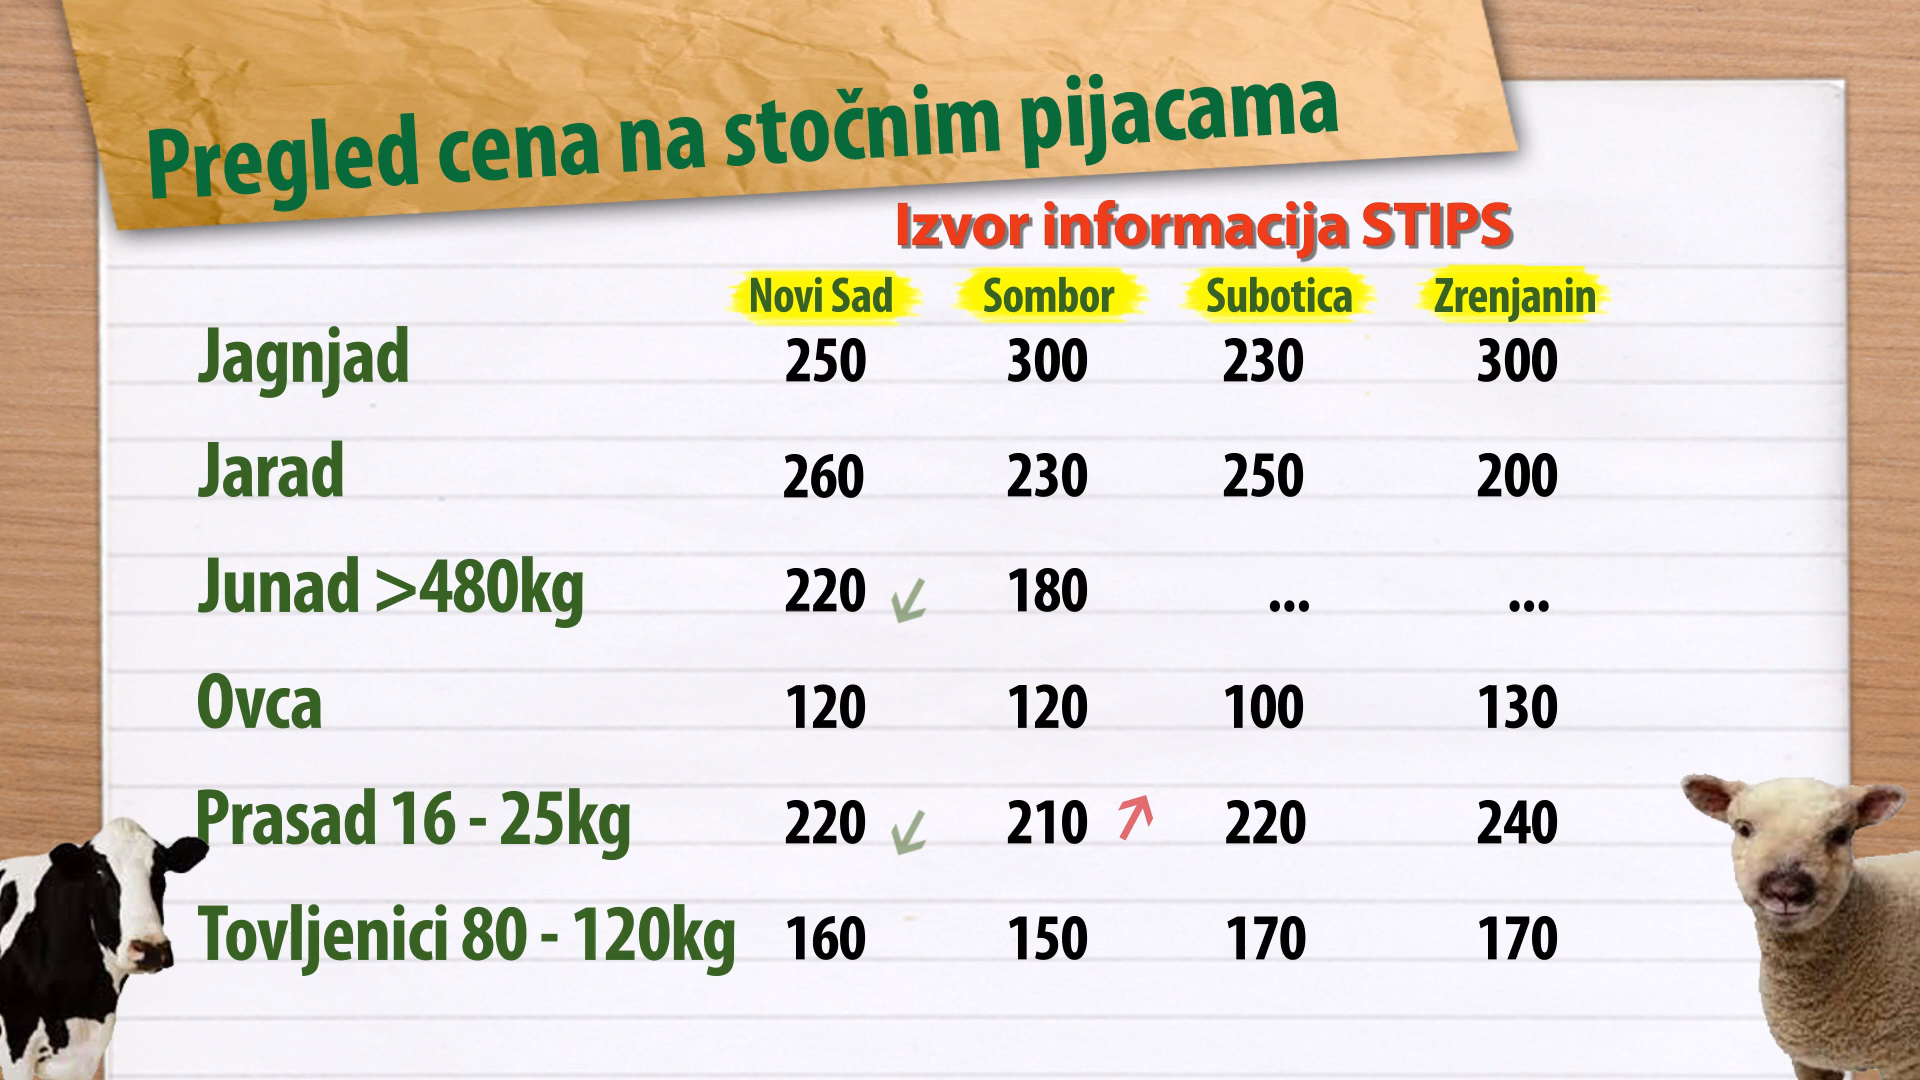 Pregled cena na stočnim pijacama
Izvor informacija STIPS
Novi Sad Sombor Subotica Zrenjanin
Jagnjad 250 300 230 300
Jarad 260 230 250 200
Junad >480kg 220 180 ... ...
Ovca 120 120 100 130
Prasad 16 - 25kg 220 210 220 240
Tovljenici 80 - 120kg 160 150 170 170